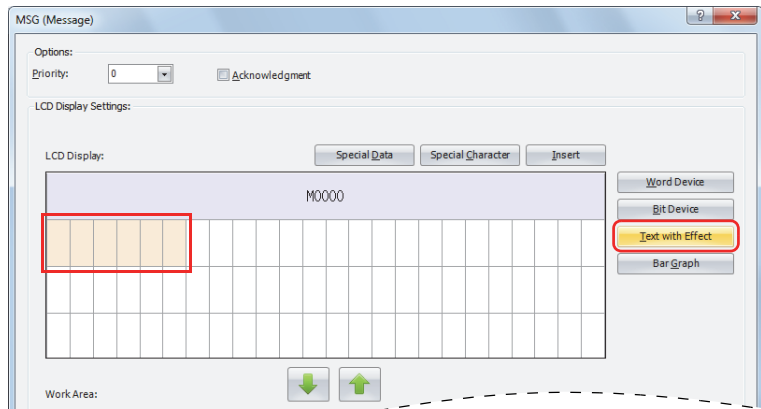 MSG (Message)
Options:
Priority: 0 Acknowledgment
LCD Display Settings:
LCD Display: Special Data Special Character Insert
M0000
Word Device
Bit Device
Text with Effect
Bar Graph
Work Area: